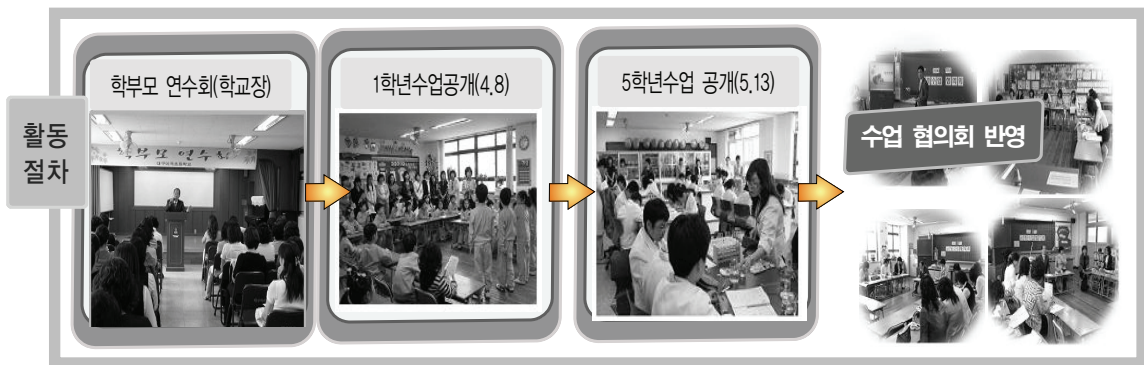 활동
절차
학부모 연수회(학교장)
학부모 연수회
1학년수업공개(4.8)
5학년수업 공개(5.13)
수업 협의회 반영